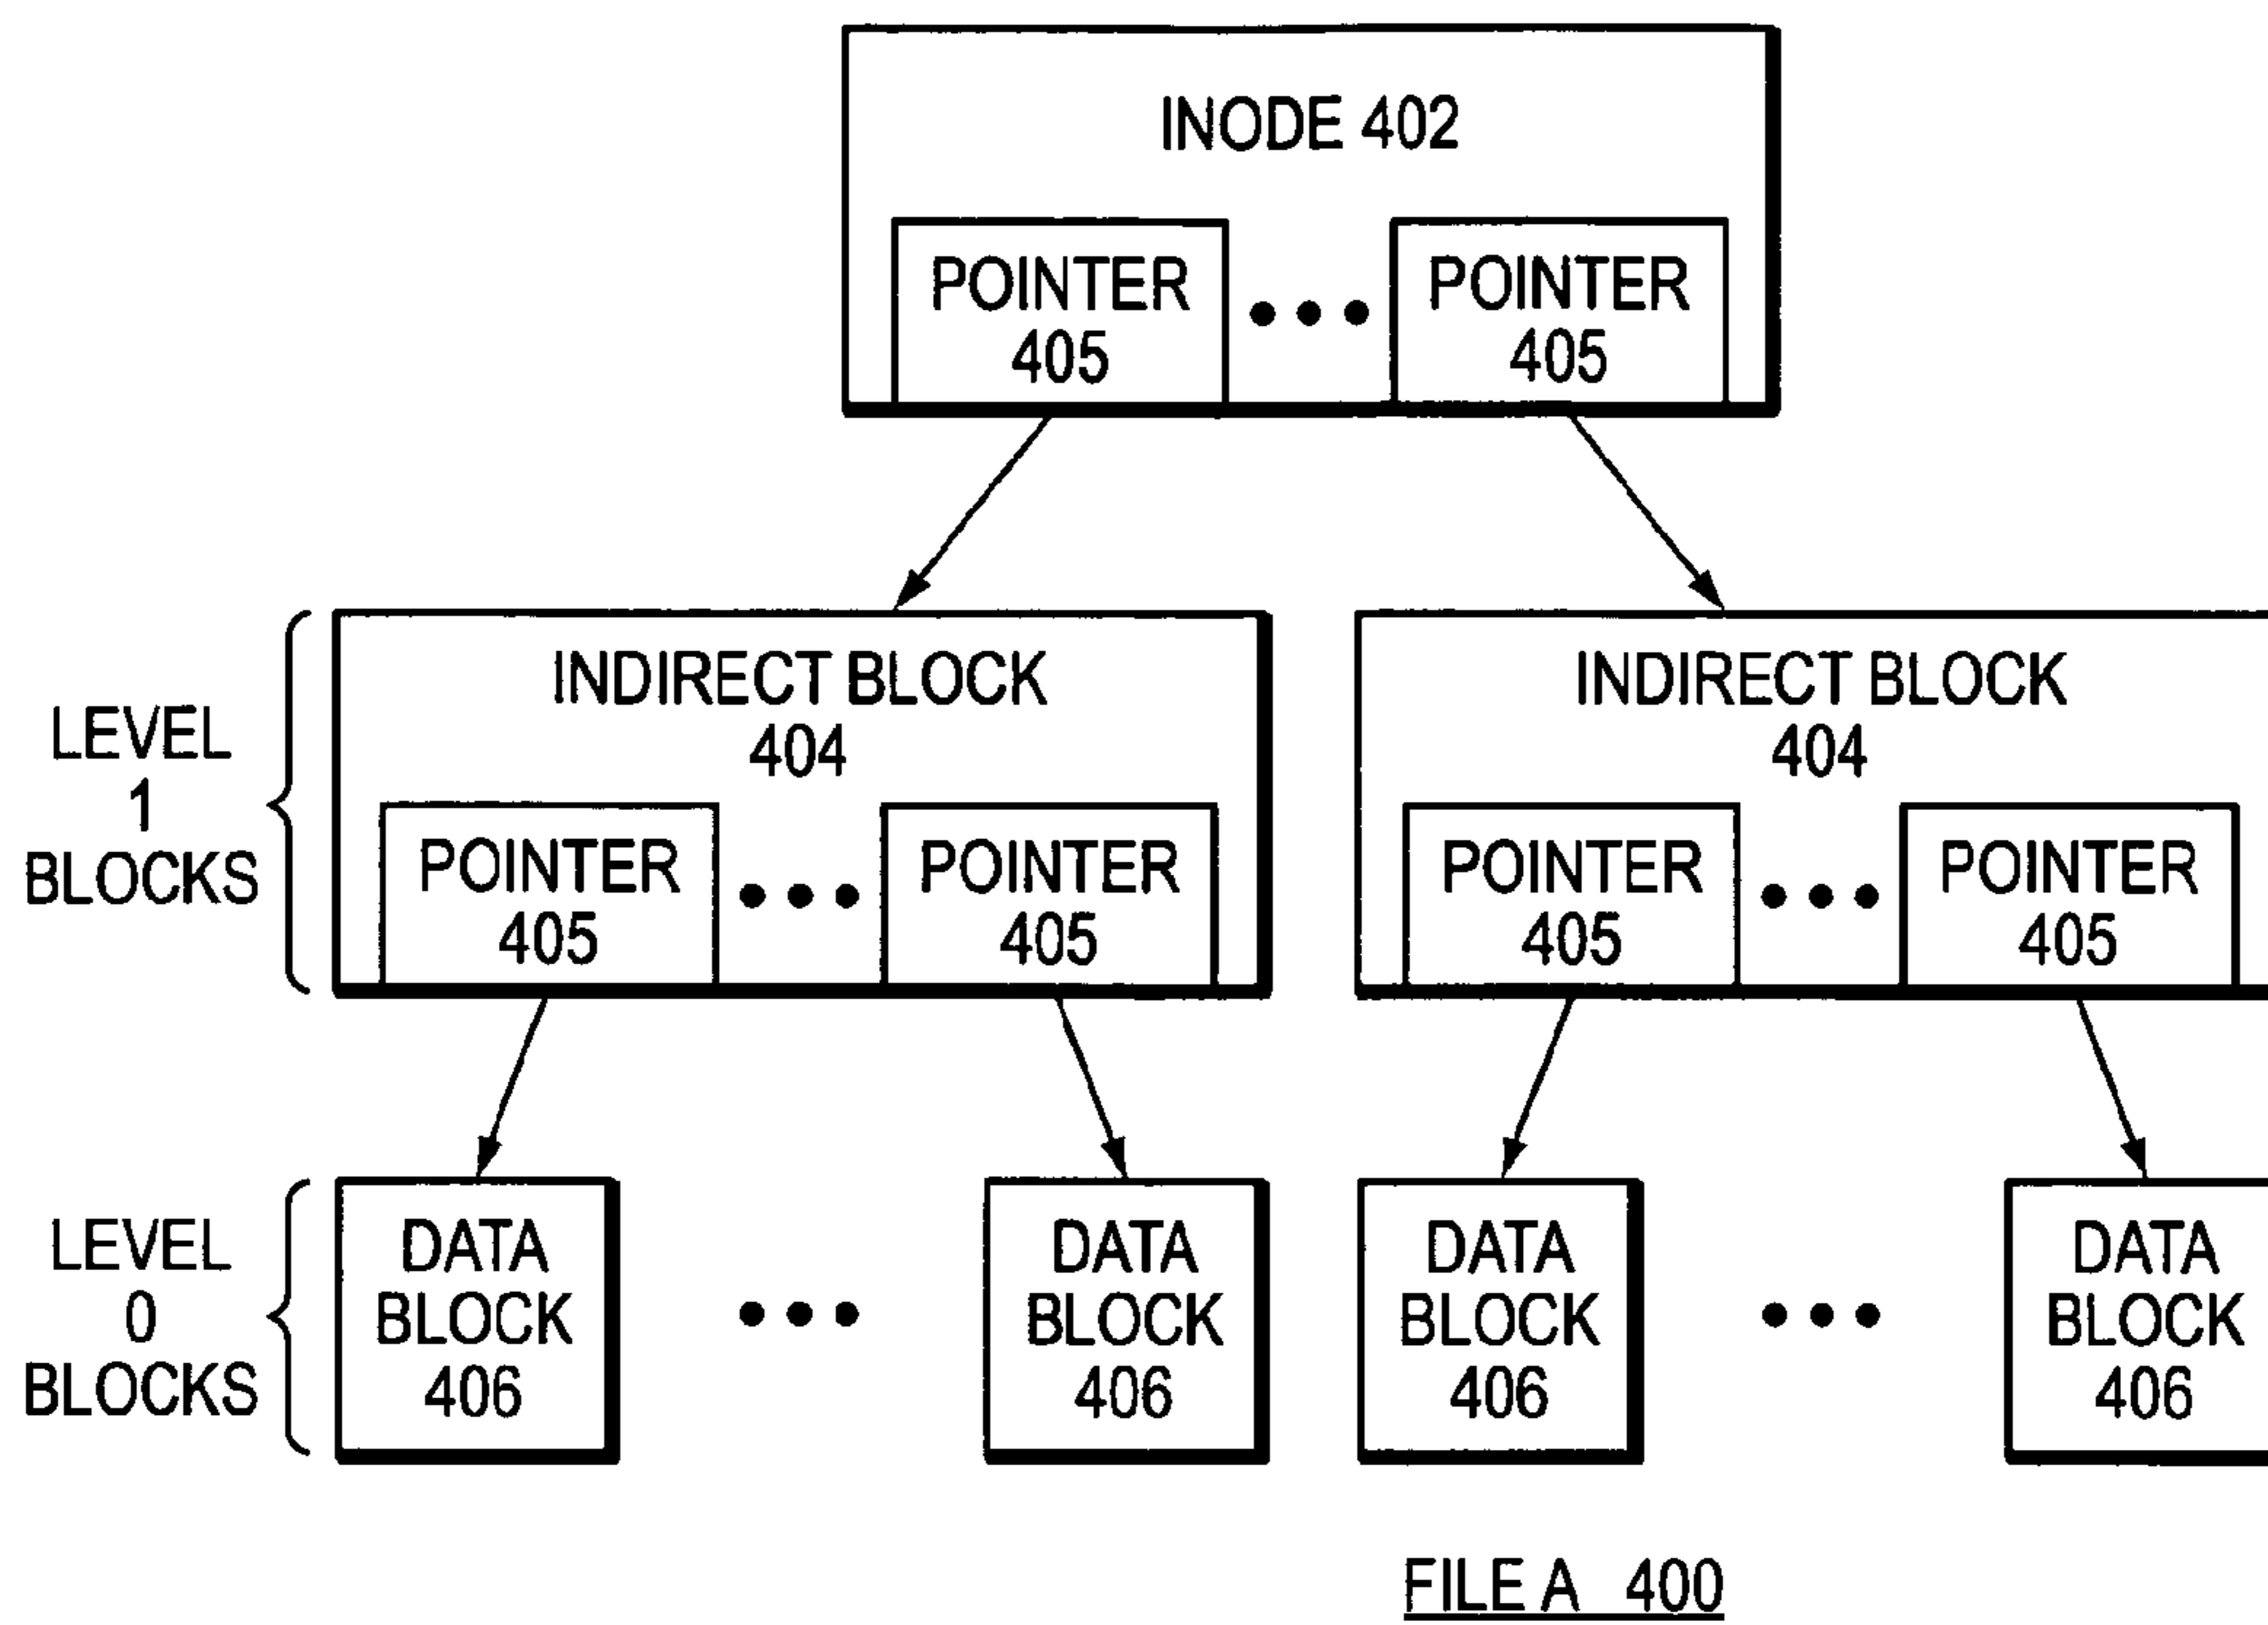 INODE 402
POINTER
405
POINTER
405
LEVEL
1
BLOCKS
INDIRECT BLOCK
404
POINTER
405
POINTER
405
INDIRECT BLOCK
404
POINTER
405
POINTER
405
LEVEL
0
BLOCKS
DATA
BLOCK
406
DATA
BLOCK
406
DATA
BLOCK
406
DATA
BLOCK
406
FILE A 400